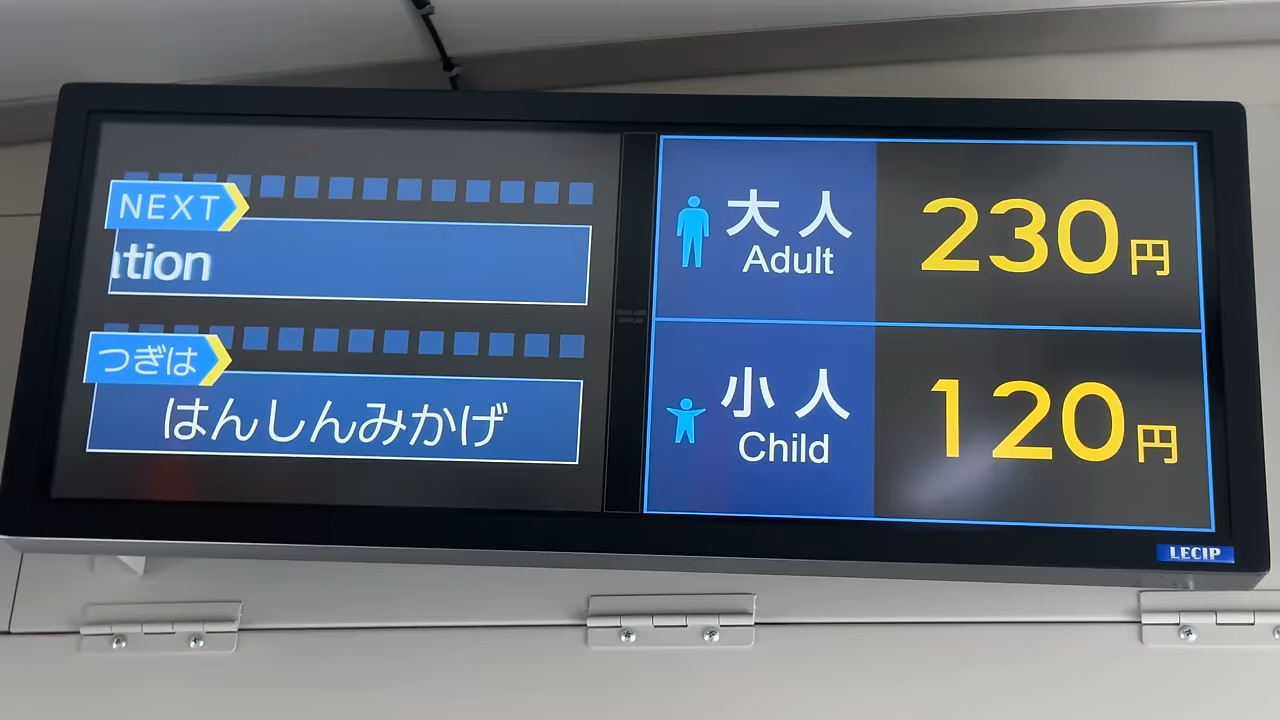 NEXT
ation
つぎは
はんしんみかげ
大人
Adult
230円
小人
Child
120円
LECIP